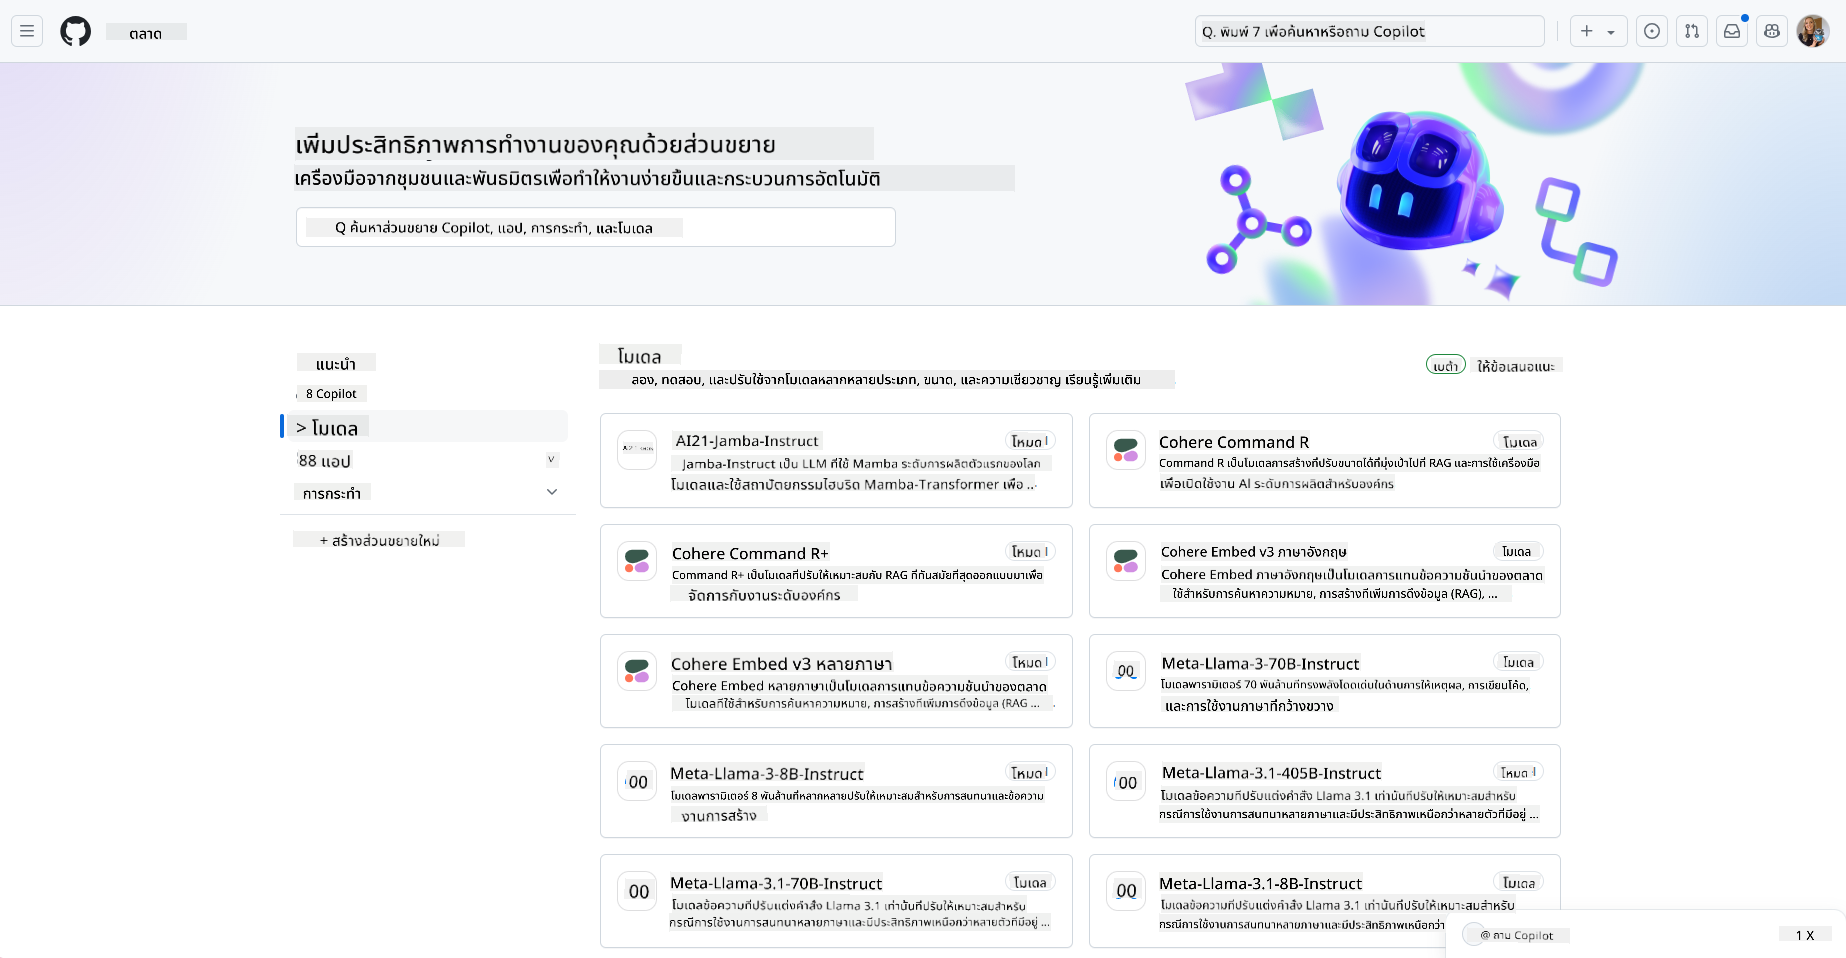 ตลาด
Q. พิมพ์ 7 เพื่อค้นหาหรือถาม Copilot
เพิ่มประสิทธิภาพการทำงานของคุณด้วยส่วนขยาย
เครื่องมือจากชุมชนและพันธมิตรเพื่อทำให้งานง่ายขึ้นและกระบวนการอัตโนมัติ
Q ค้นหาส่วนขยาย Copilot, แอป, การกระทำ, และโมเดล
แนะนำ
8 Copilot
> โมเดล
88 แอป
การกระทำ
+ สร้างส่วนขยายใหม่
โมเดล
ลอง, ทดสอบ, และปรับใช้จากโมเดลหลากหลายประเภท, ขนาด, และความเชี่ยวชาญ เรียนรู้เพิ่มเติม
เบต้า ให้ข้อเสนอแนะ
AI21-Jamba-Instruct โหมด
Jamba-Instruct เป็น LLM ที่ใช้ Mamba ระดับการผลิตตัวแรกของโลก
โมเดลและใช้สถาปัตยกรรมไฮบริด Mamba-Transformer เพื่อ ...
Cohere Command R โมเดล
Command R เป็นโมเดลการสร้างที่ปรับขนาดได้ที่มุ่งเป้าไปที่ RAG และการใช้เครื่องมือ
เพื่อเปิดใช้งาน AI ระดับการผลิตสำหรับองค์กร
Cohere Command R+ โหมด
Command R+ เป็นโมเดลที่ปรับให้เหมาะสมกับ RAG ที่ทันสมัยที่สุดออกแบบมาเพื่อ
จัดการกับงานระดับองค์กร
Cohere Embed v3 ภาษาอังกฤษ โมเดล
Cohere Embed ภาษาอังกฤษเป็นโมเดลการแทนข้อความชั้นนำของตลาด
ใช้สำหรับการค้นหาความหมาย, การสร้างที่เพิ่มการดึงข้อมูล (RAG), ...
Cohere Embed v3 หลายภาษา โหมด
Cohere Embed หลายภาษาเป็นโมเดลการแทนข้อความชั้นนำของตลาด
โมเดลที่ใช้สำหรับการค้นหาความหมาย, การสร้างที่เพิ่มการดึงข้อมูล (RAG ...
Meta-Llama-3-70B-Instruct โมเดล
โมเดลพารามิเตอร์ 70 พันล้านที่ทรงพลังโดดเด่นในด้านการให้เหตุผล, การเขียนโค้ด,
และการใช้งานภาษาที่กว้างขวาง
Meta-Llama-3-8B-Instruct โหมด
โมเดลพารามิเตอร์ 8 พันล้านที่หลากหลายปรับให้เหมาะสมสำหรับการสนทนาและข้อความ
งานการสร้าง
Meta-Llama-3.1-405B-Instruct โหมด
โมเดลข้อความที่ปรับแต่งคำสั่ง Llama 3.1 เท่านั้นที่ปรับให้เหมาะสมสำหรับ
กรณีการใช้งานการสนทนาหลายภาษาและมีประสิทธิภาพเหนือกว่าหลายตัวที่มีอยู่ ...
Meta-Llama-3.1-70B-Instruct โมเดล
โมเดลข้อความที่ปรับแต่งคำสั่ง Llama 3.1 เท่านั้นที่ปรับให้เหมาะสมสำหรับ
กรณีการใช้งานการสนทนาหลายภาษาและมีประสิทธิภาพเหนือกว่าหลายตัวที่มีอยู่ ...
Meta-Llama-3.1-8B-Instruct โมเดล
โมเดลข้อความที่ปรับแต่งคำสั่ง Llama 3.1 เท่านั้นที่ปรับให้เหมาะสมสำหรับ
กรณีการใช้งานการสนทนาหลายภาษาและมีประสิทธิภาพเหนือกว่า
@ ถาม Copilot
1 X